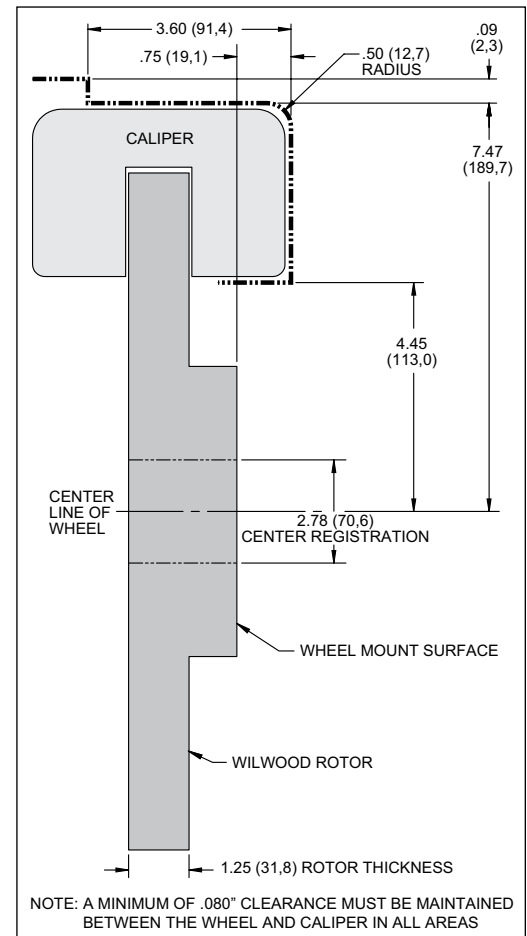 3.60 (91,4)
.75 (19,1)
.50 (12,7)
RADIUS
.09
(2,3)
CALIPER
7.47
(189,7)
4.45
(113,0)
CENTER
LINE OF
WHEEL
2.78 (70,6)
CENTER REGISTRATION
WHEEL MOUNT SURFACE
WILWOOD ROTOR
1.25 (31,8) ROTOR THICKNESS
NOTE: A MINIMUM OF .080" CLEARANCE MUST BE MAINTAINED
BETWEEN THE WHEEL AND CALIPER IN ALL AREAS